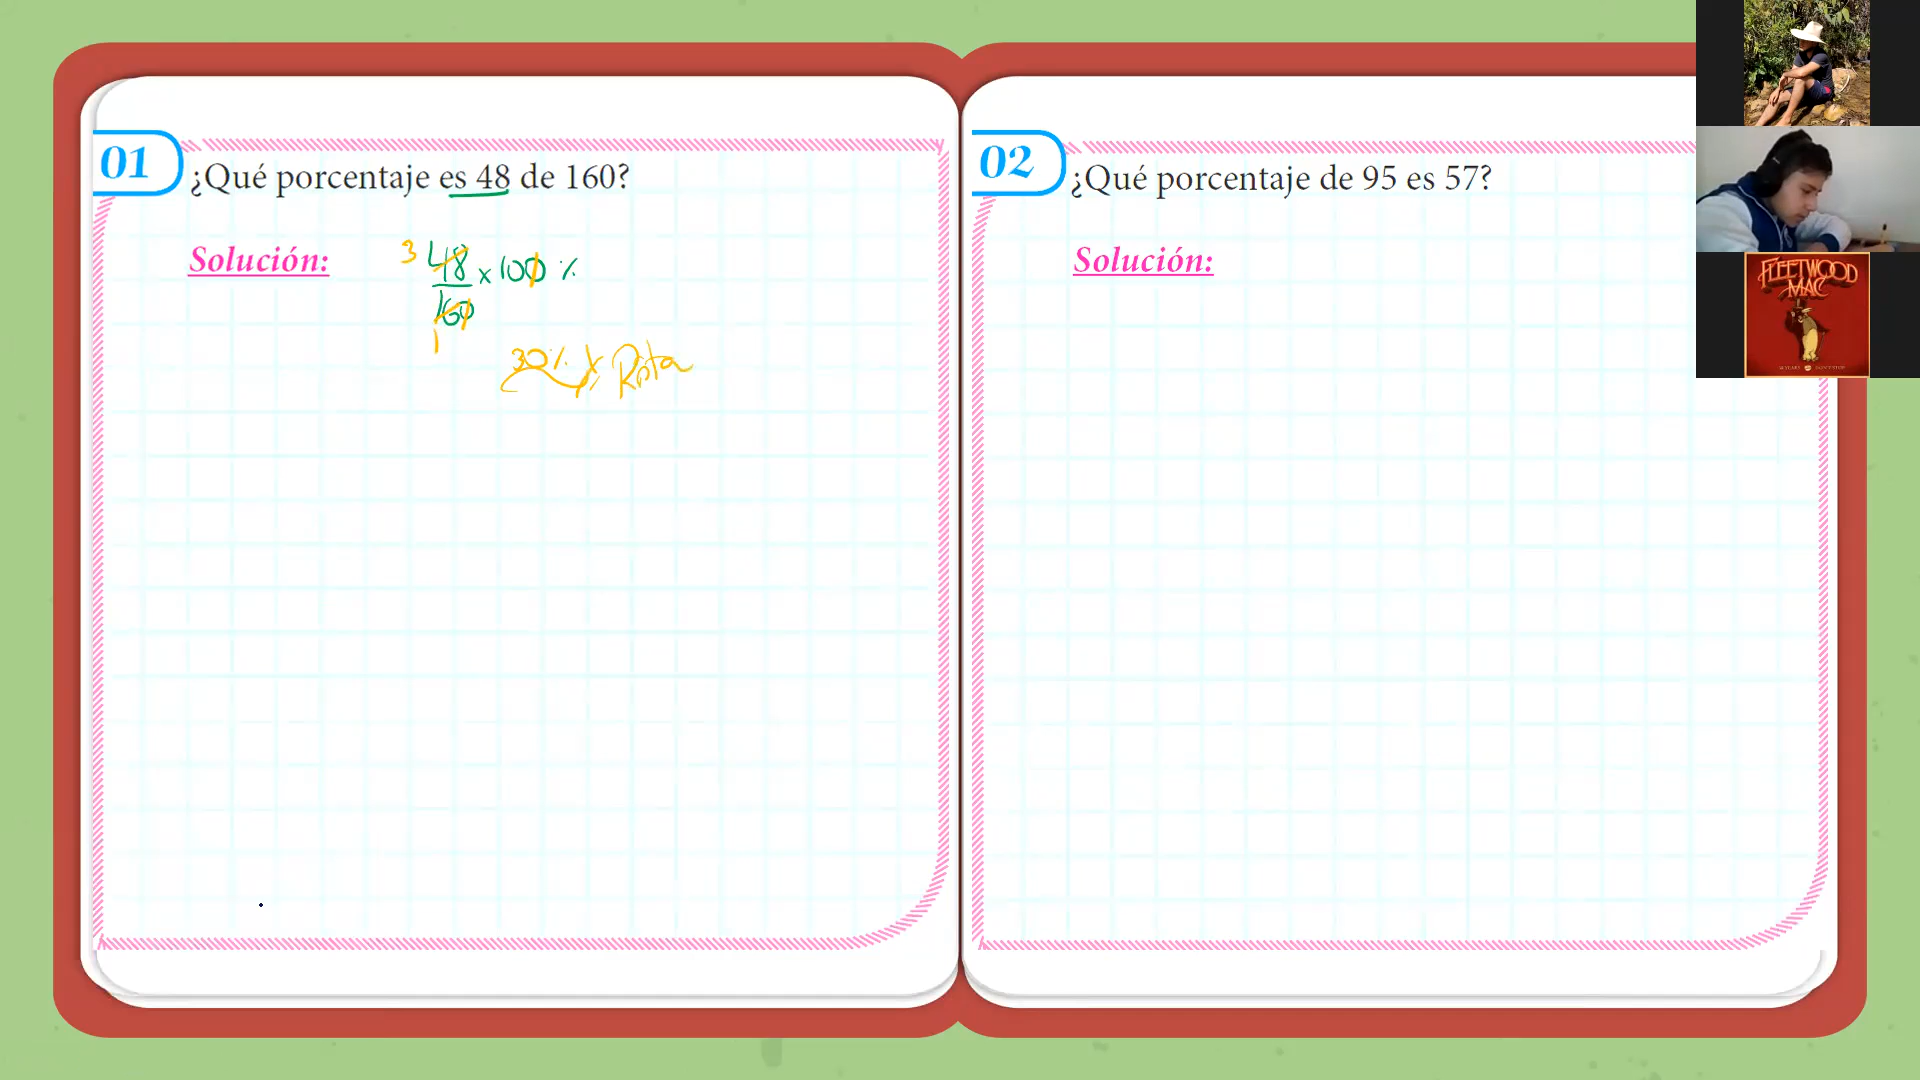 01
¿Qué porcentaje es 48 de 160?
Solución:
3 48 x 100 %
160
1
30% Rpta
02
¿Qué porcentaje de 95 es 57?
Solución:
FLEETWOOD
MAC